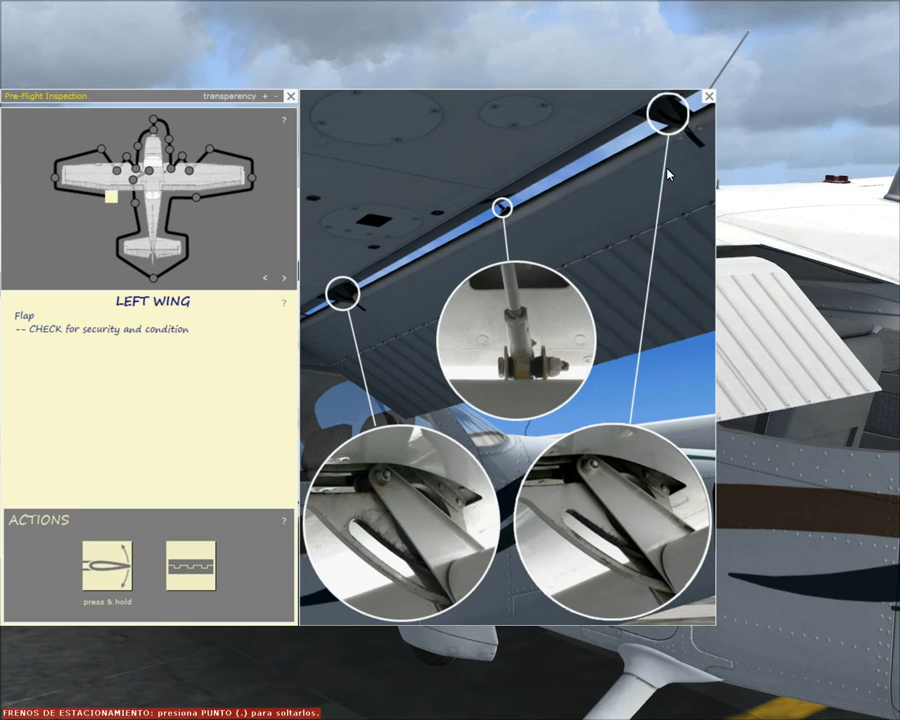 Pre-Flight Inspection
transparency + -
?
< >
LEFT WING
?
Flap
-- CHECK for security and condition
ACTIONS
?
press & hold
FRENOS DE ESTACIONAMIENTO: presiona PUNTO (.) para soltarlos.